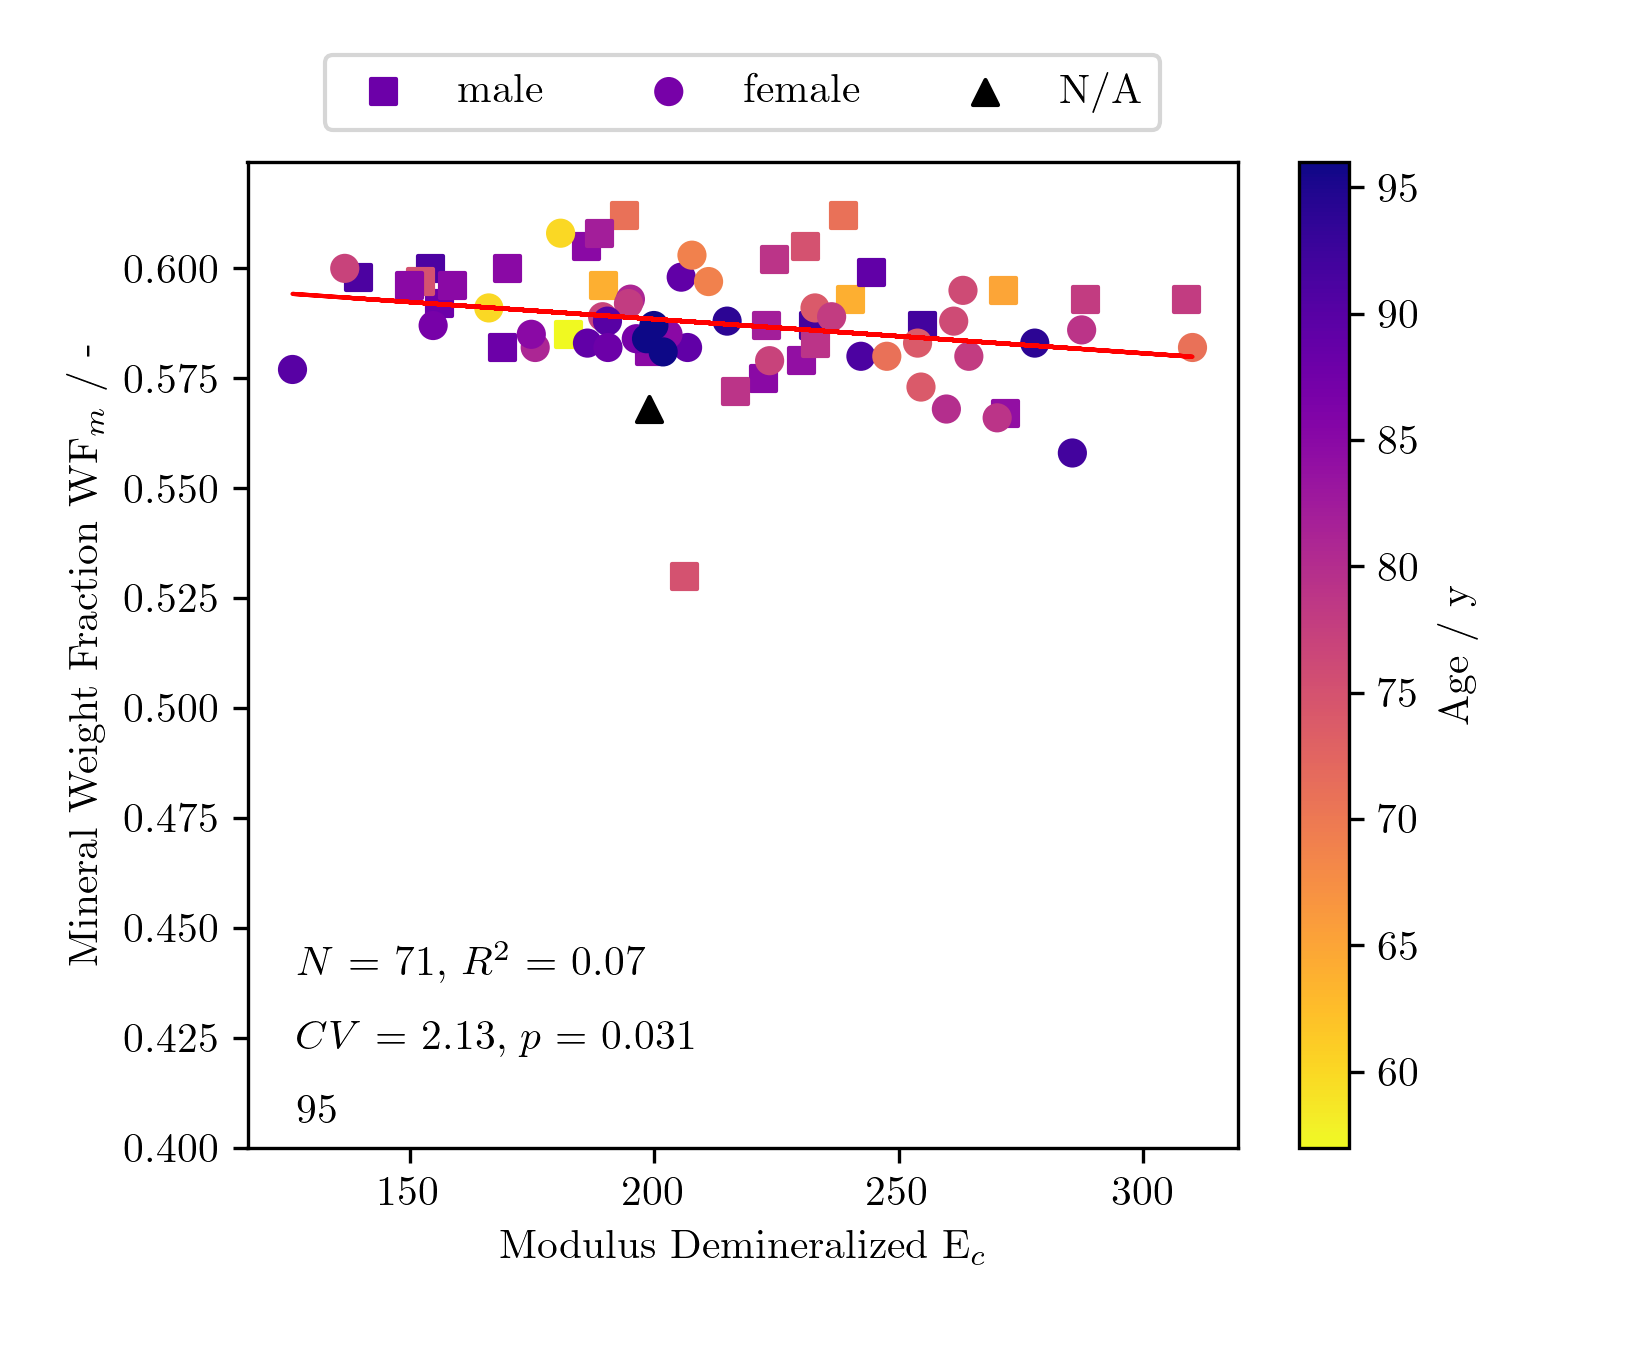 male female N/A
0.600
0.575
0.550
0.525
0.500
0.475
0.450
0.425
0.400
Mineral Weight Fraction WFₘ / -
N = 71, R² = 0.07
CV = 2.13, p = 0.031
95
150 200 250 300
Modulus Demineralized E_c
95
90
85
80
75
70
65
60
Age / y